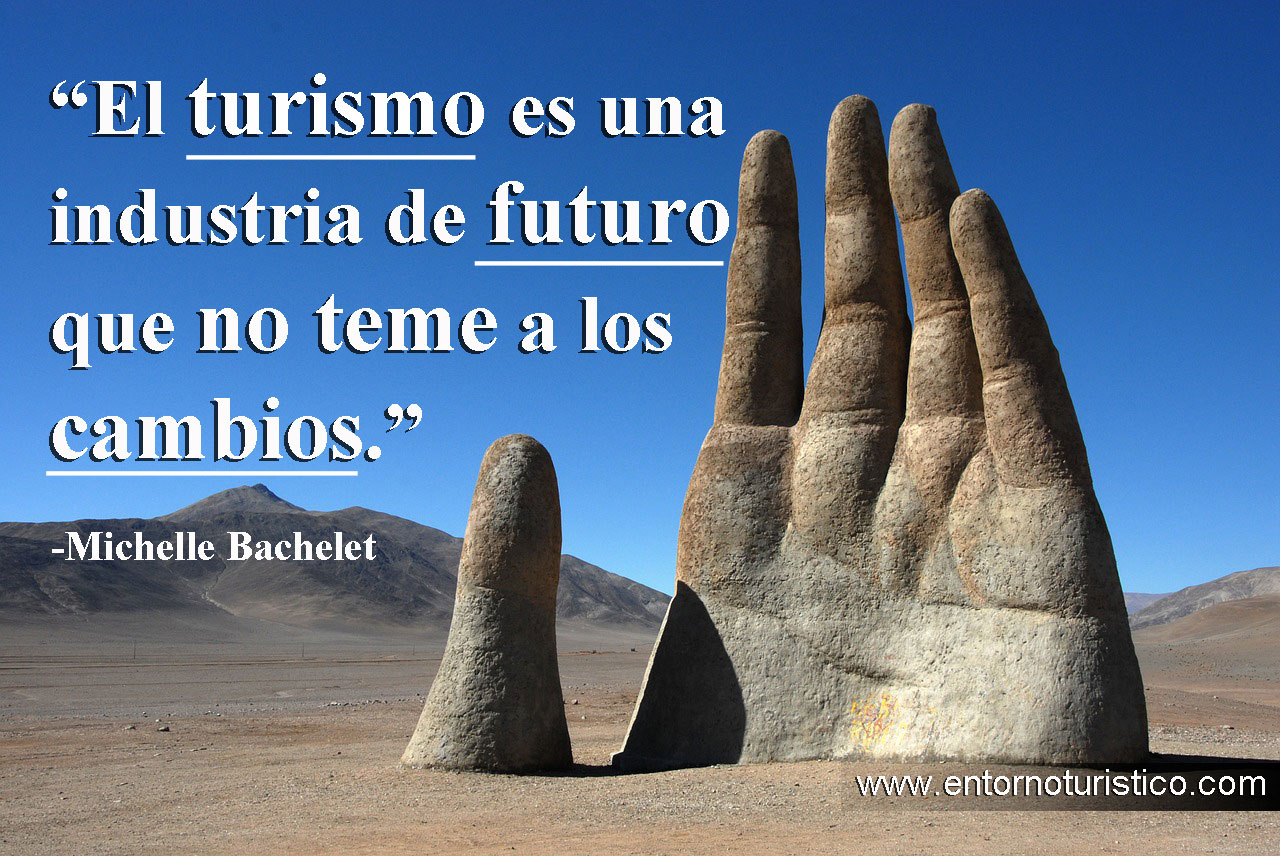 “El turismo es una
industria de futuro
que no teme a los
cambios.”
-Michelle Bachelet
www.entornoturistico.com